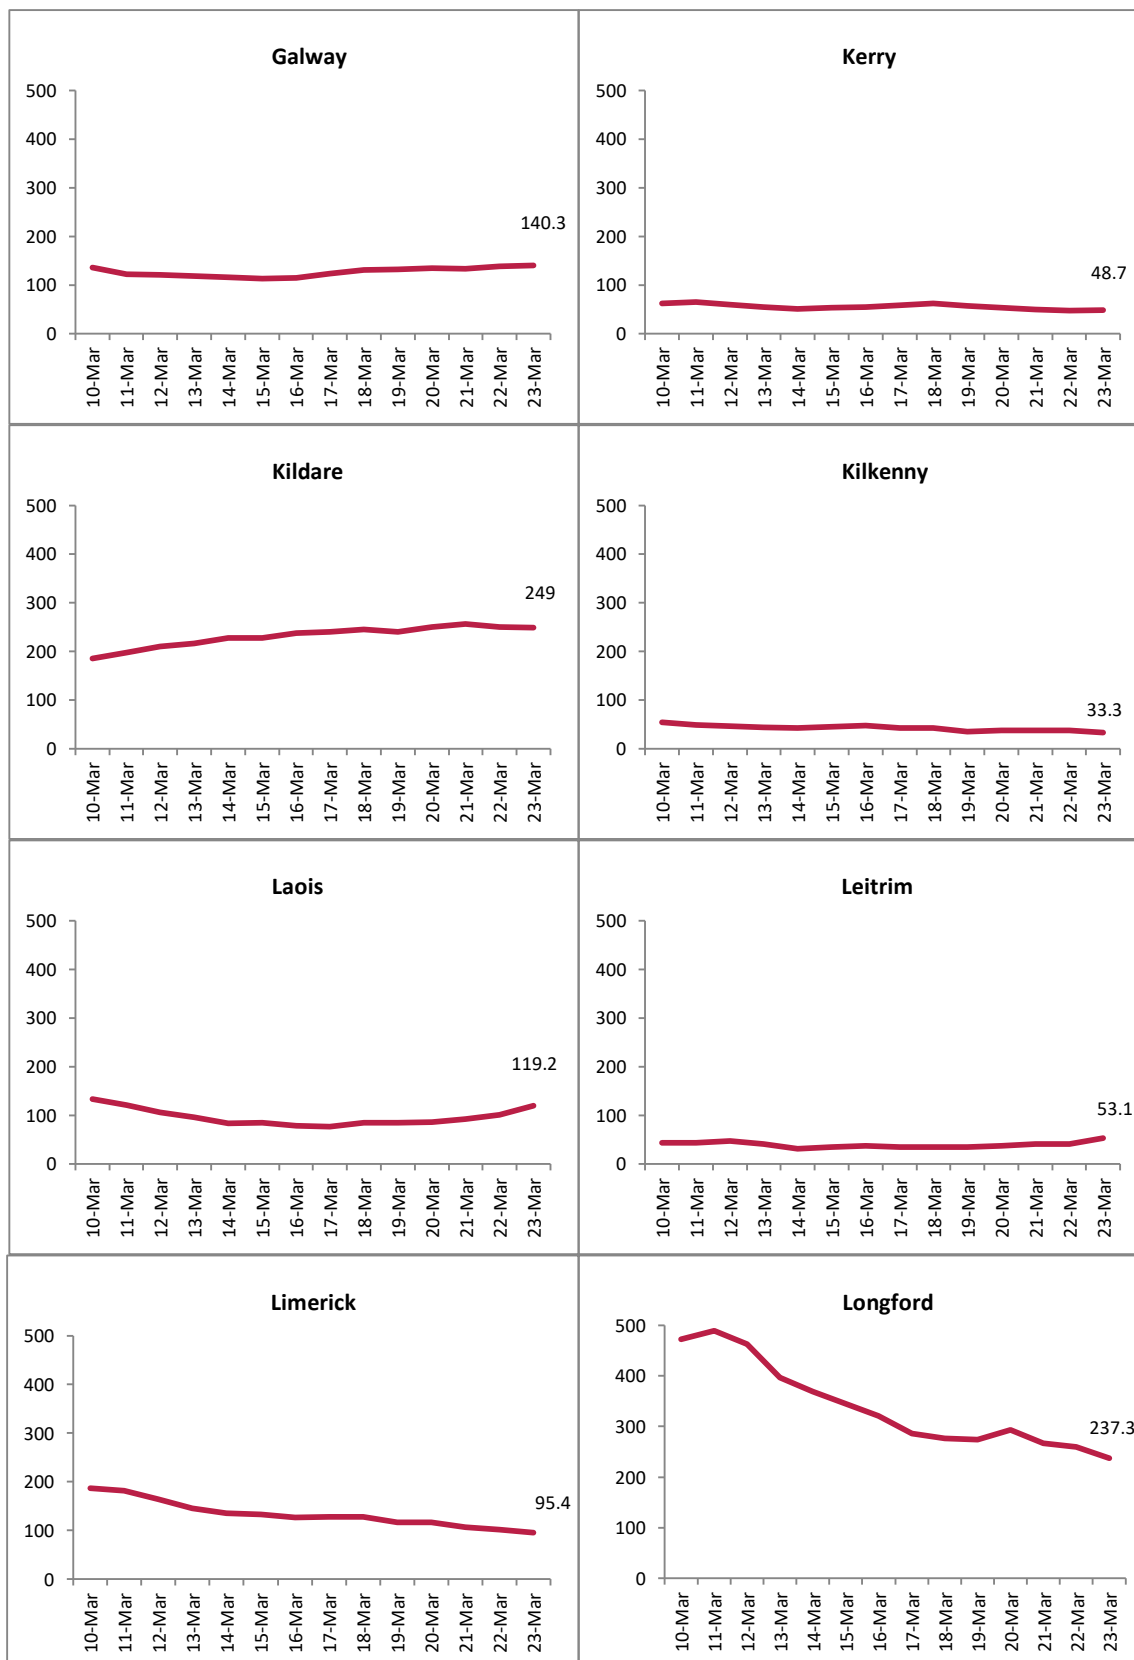 Galway
500
400
300
200
100
0
140.3
10-Mar
11-Mar
12-Mar
13-Mar
14-Mar
15-Mar
16-Mar
17-Mar
18-Mar
19-Mar
20-Mar
21-Mar
22-Mar
23-Mar
Kerry
500
400
300
200
100
0
48.7
10-Mar
11-Mar
12-Mar
13-Mar
14-Mar
15-Mar
16-Mar
17-Mar
18-Mar
19-Mar
20-Mar
21-Mar
22-Mar
23-Mar
Kildare
500
400
300
200
100
0
249
10-Mar
11-Mar
12-Mar
13-Mar
14-Mar
15-Mar
16-Mar
17-Mar
18-Mar
19-Mar
20-Mar
21-Mar
22-Mar
23-Mar
Kilkenny
500
400
300
200
100
0
33.3
10-Mar
11-Mar
12-Mar
13-Mar
14-Mar
15-Mar
16-Mar
17-Mar
18-Mar
19-Mar
20-Mar
21-Mar
22-Mar
23-Mar
Laois
500
400
300
200
100
0
119.2
10-Mar
11-Mar
12-Mar
13-Mar
14-Mar
15-Mar
16-Mar
17-Mar
18-Mar
19-Mar
20-Mar
21-Mar
22-Mar
23-Mar
Leitrim
500
400
300
200
100
0
53.1
10-Mar
11-Mar
12-Mar
13-Mar
14-Mar
15-Mar
16-Mar
17-Mar
18-Mar
19-Mar
20-Mar
21-Mar
22-Mar
23-Mar
Limerick
500
400
300
200
100
0
95.4
10-Mar
11-Mar
12-Mar
13-Mar
14-Mar
15-Mar
16-Mar
17-Mar
18-Mar
19-Mar
20-Mar
21-Mar
22-Mar
23-Mar
Longford
500
400
300
200
100
0
237.3
10-Mar
11-Mar
12-Mar
13-Mar
14-Mar
15-Mar
16-Mar
17-Mar
18-Mar
19-Mar
20-Mar
21-Mar
22-Mar
23-Mar